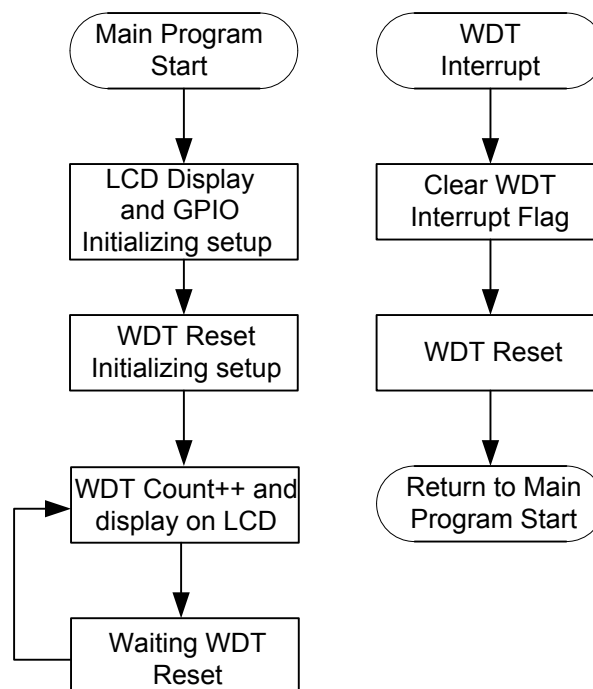 Main Program
Start
LCD Display
and GPIO
Initializing setup
WDT Reset
Initializing setup
WDT Count++ and
display on LCD
Waiting WDT
Reset
WDT
Interrupt
Clear WDT
Interrupt Flag
WDT Reset
Return to Main
Program Start